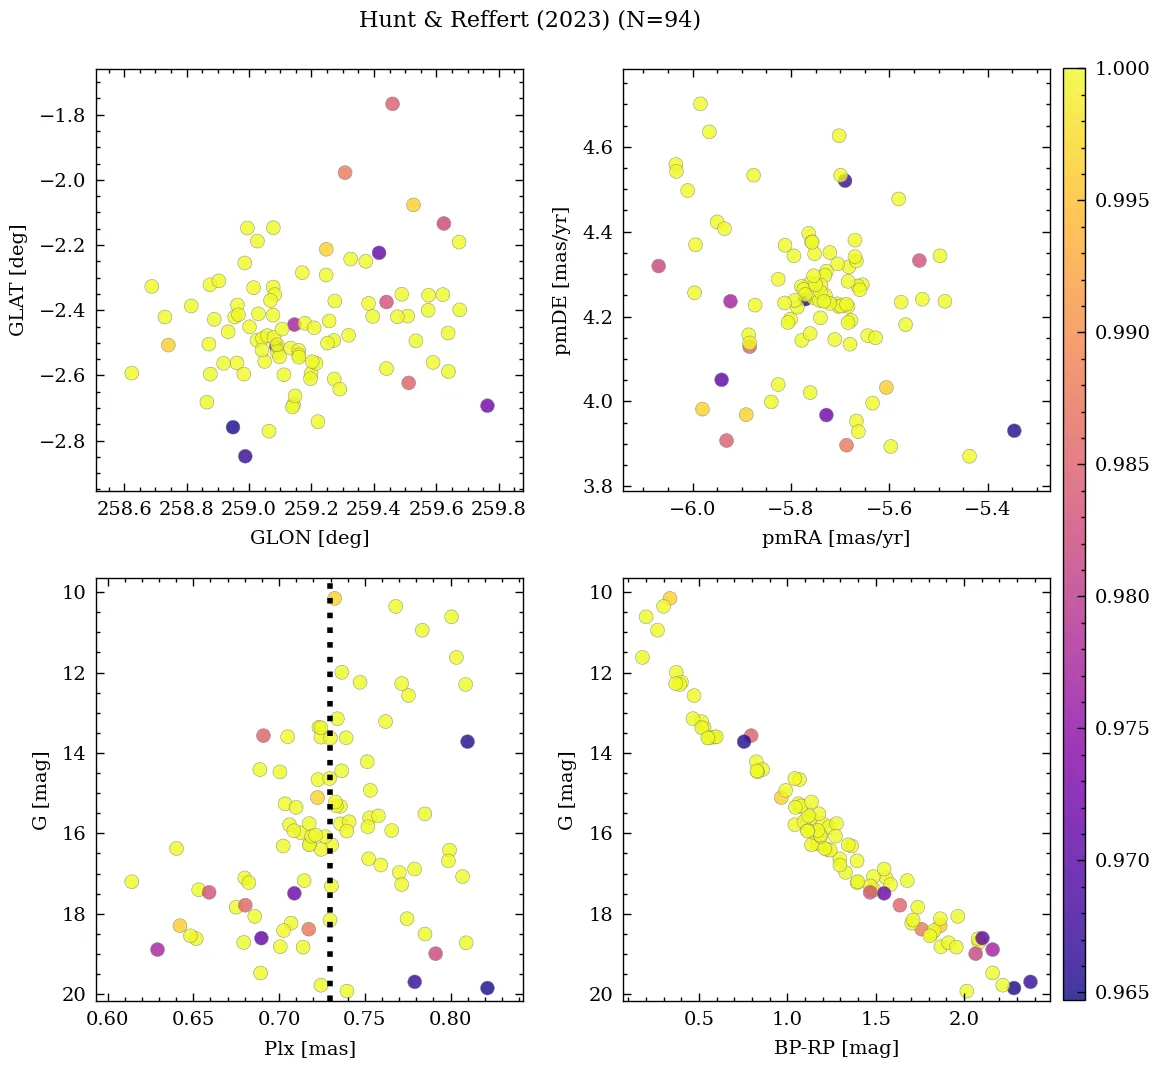 Hunt & Reffert (2023) (N=94)
−1.8
−2.0
−2.2
−2.4
−2.6
−2.8
GLAT [deg]
258.6 258.8 259.0 259.2 259.4 259.6 259.8
GLON [deg]
4.6
4.4
4.2
4.0
3.8
pmDE [mas/yr]
−6.0 −5.8 −5.6 −5.4
pmRA [mas/yr]
1.000
0.995
0.990
0.985
0.980
0.975
0.970
0.965
10
12
14
16
18
20
G [mag]
0.60 0.65 0.70 0.75 0.80
Plx [mas]
10
12
14
16
18
20
G [mag]
0.5 1.0 1.5 2.0
BP-RP [mag]